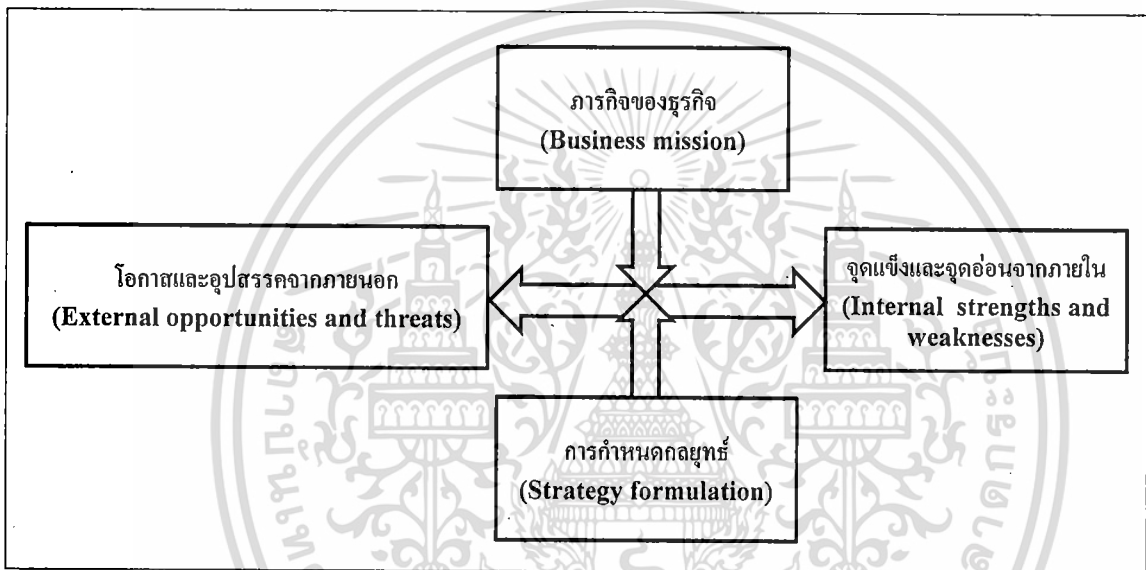 ภารกิจของธุรกิจ
(Business mission)
โอกาสและอุปสรรคจากภายนอก
(External opportunities and threats)
จุดแข็งและจุดอ่อนจากภายใน
(Internal strengths and
weaknesses)
การกำหนดกลยุทธ์
(Strategy formulation)